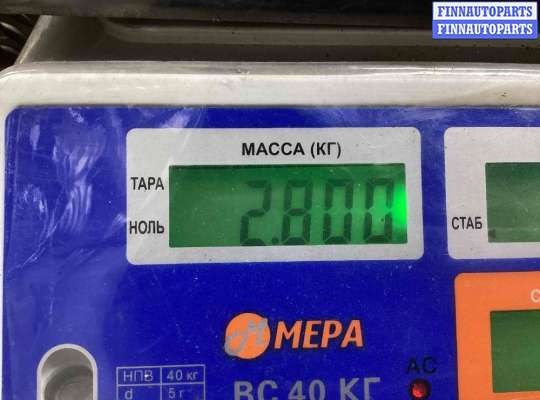 FINNAUTOPARTS
FINNAUTOPARTS
МАССА (КГ)
ТАРА
НОЛЬ
2.800
СТАБ
МЕРА
НПВ 40 кг
d 5 г
ВС 40 КГ
АС